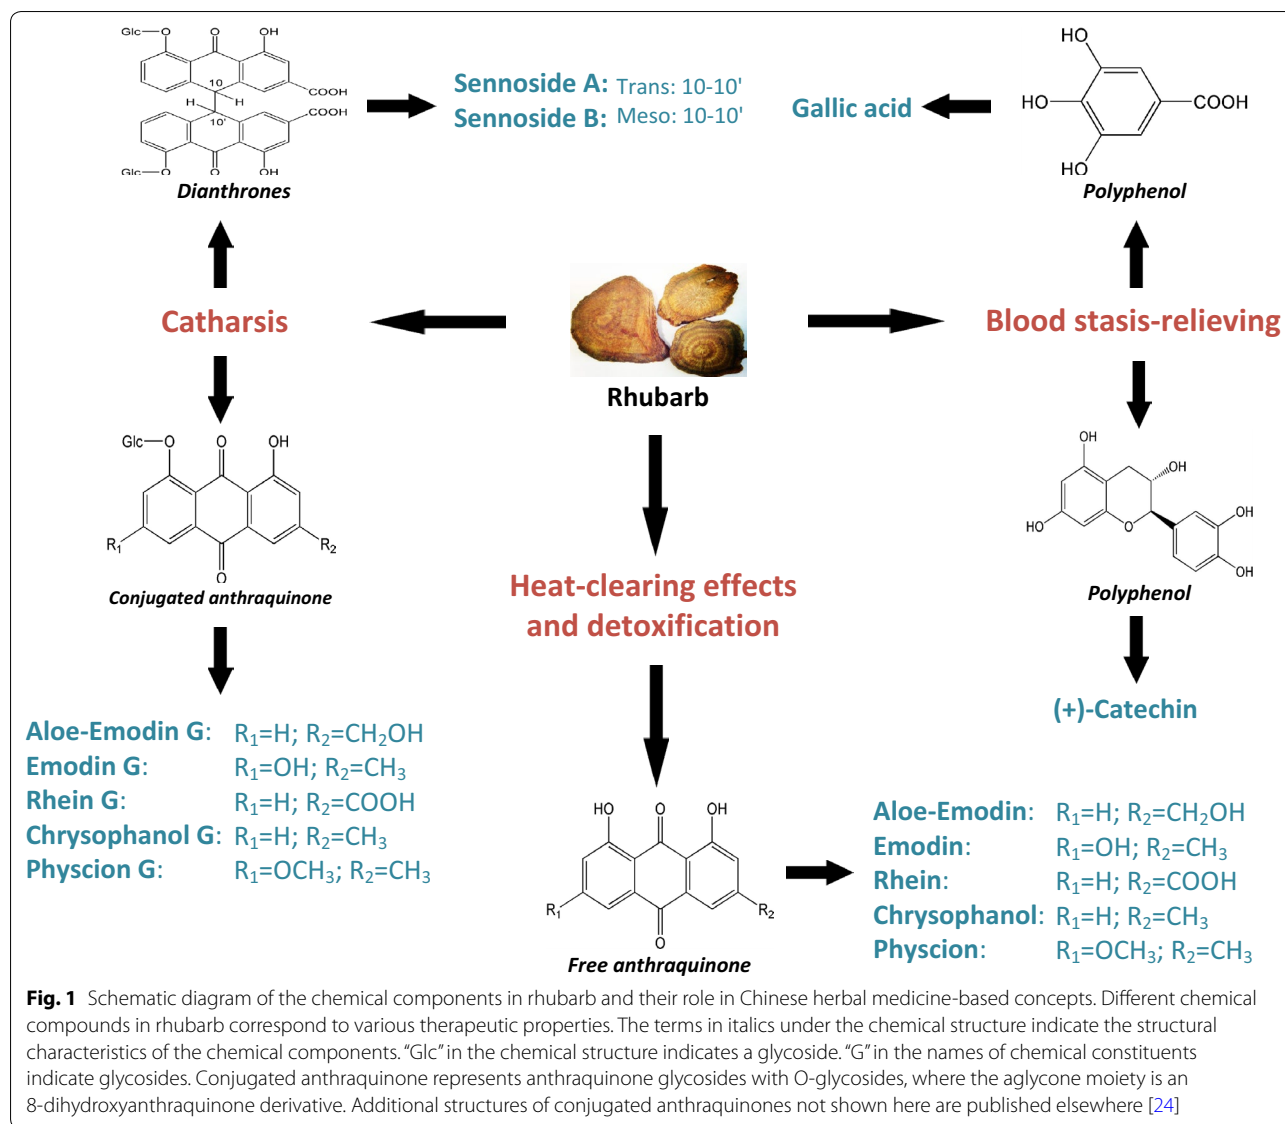 Glc
O
O
OH
10
H
H
10'
COOH
COOH
Glc
O
O
OH
Dianthrones
Sennoside A: Trans: 10-10'
Sennoside B: Meso: 10-10'
Gallic acid
HO
HO
HO
COOH
Polyphenol
Catharsis
Rhubarb
Blood stasis-relieving
Glc—O
O
OH
R1
R2
O
Conjugated anthraquinone
Heat-clearing effects
and detoxification
OH
OH
HO
O
OH
OH
Polyphenol
(+)-Catechin
Aloe-Emodin G: R1=H; R2=CH2OH
Emodin G: R1=OH; R2=CH3
Rhein G: R1=H; R2=COOH
Chrysophanol G: R1=H; R2=CH3
Physcion G: R1=OCH3; R2=CH3
HO
O
OH
R1
R2
O
Free anthraquinone
Aloe-Emodin: R1=H; R2=CH2OH
Emodin: R1=OH; R2=CH3
Rhein: R1=H; R2=COOH
Chrysophanol: R1=H; R2=CH3
Physcion: R1=OCH3; R2=CH3
Fig. 1 Schematic diagram of the chemical components in rhubarb and their role in Chinese herbal medicine-based concepts. Different chemical
compounds in rhubarb correspond to various therapeutic properties. The terms in italics under the chemical structure indicate the structural
characteristics of the chemical components. “Glc” in the chemical structure indicates a glycoside. “G” in the names of chemical constituents
indicate glycosides. Conjugated anthraquinone represents anthraquinone glycosides with O-glycosides, where the aglycone moiety is an
8-dihydroxyanthraquinone derivative. Additional structures of conjugated anthraquinones not shown here are published elsewhere [24]